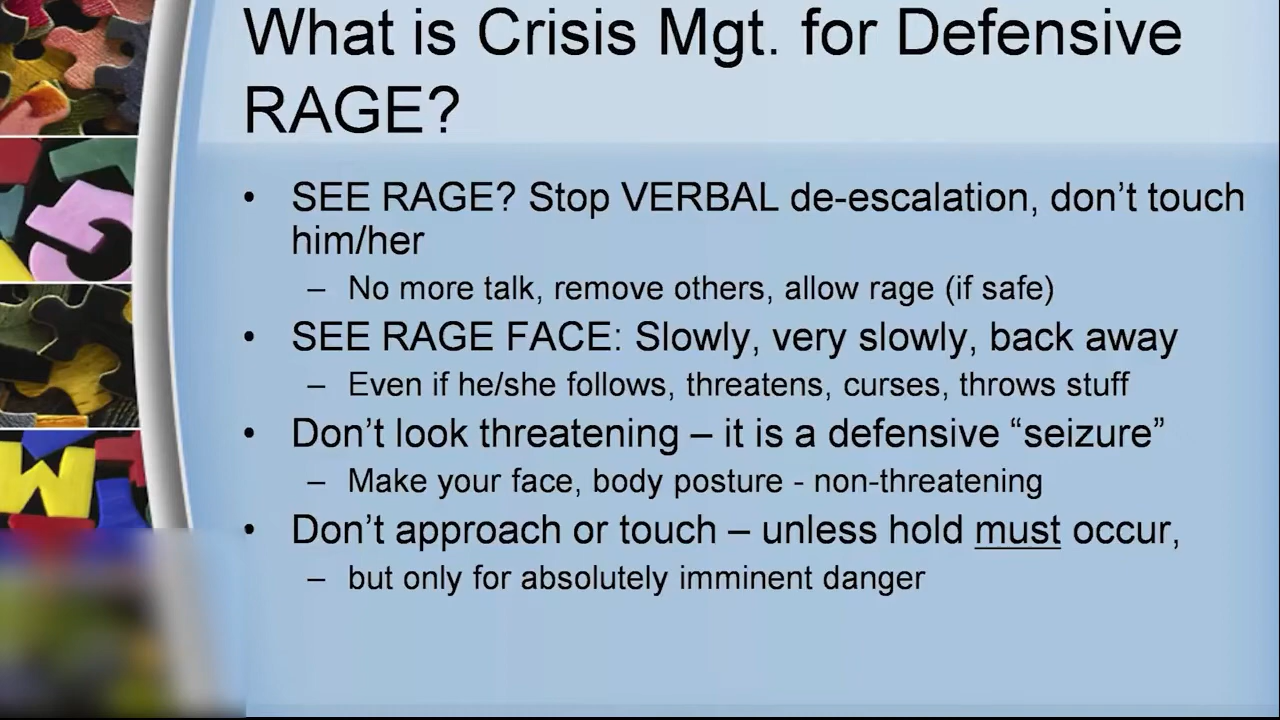 What is Crisis Mgt. for Defensive
RAGE?
• SEE RAGE? Stop VERBAL de-escalation, don’t touch
him/her
– No more talk, remove others, allow rage (if safe)
• SEE RAGE FACE: Slowly, very slowly, back away
– Even if he/she follows, threatens, curses, throws stuff
• Don’t look threatening – it is a defensive “seizure”
– Make your face, body posture - non-threatening
• Don’t approach or touch – unless hold must occur,
– but only for absolutely imminent danger